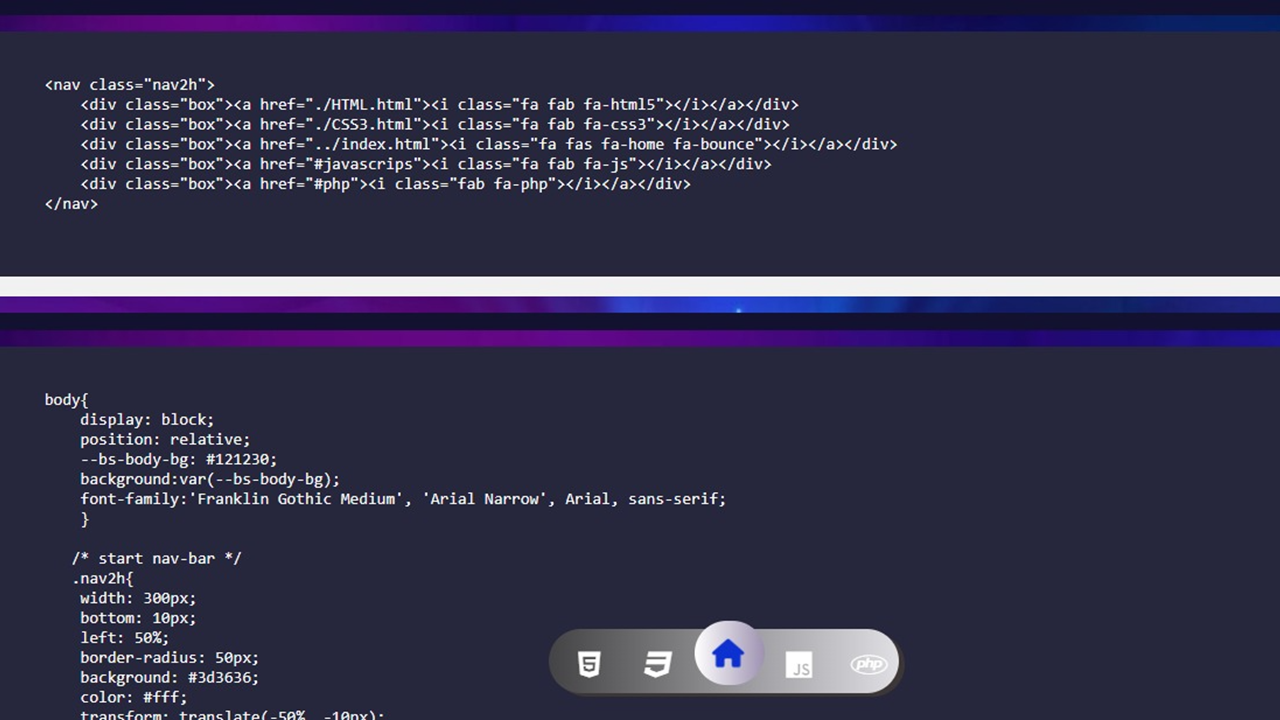 <nav class="nav2h">
    <div class="box"><a href="./HTML.html"><i class="fa fab fa-html5"></i></a></div>
    <div class="box"><a href="./CSS3.html"><i class="fa fab fa-css3"></i></a></div>
    <div class="box"><a href="../index.html"><i class="fa fas fa-home fa-bounce"></i></a></div>
    <div class="box"><a href="#javascrips"><i class="fa fab fa-js"></i></a></div>
    <div class="box"><a href="#php"><i class="fab fa-php"></i></a></div>
</nav>
body{
    display: block;
    position: relative;
    --bs-body-bg: #121230;
    background:var(--bs-body-bg);
    font-family:'Franklin Gothic Medium', 'Arial Narrow', Arial, sans-serif;
    }
   /* start nav-bar */
   .nav2h{
    width: 300px;
    bottom: 10px;
    left: 50%;
    border-radius: 50px;
    background: #3d3636;
    color: #fff;
    transform: translate(-50%, -10px);
5 JS php